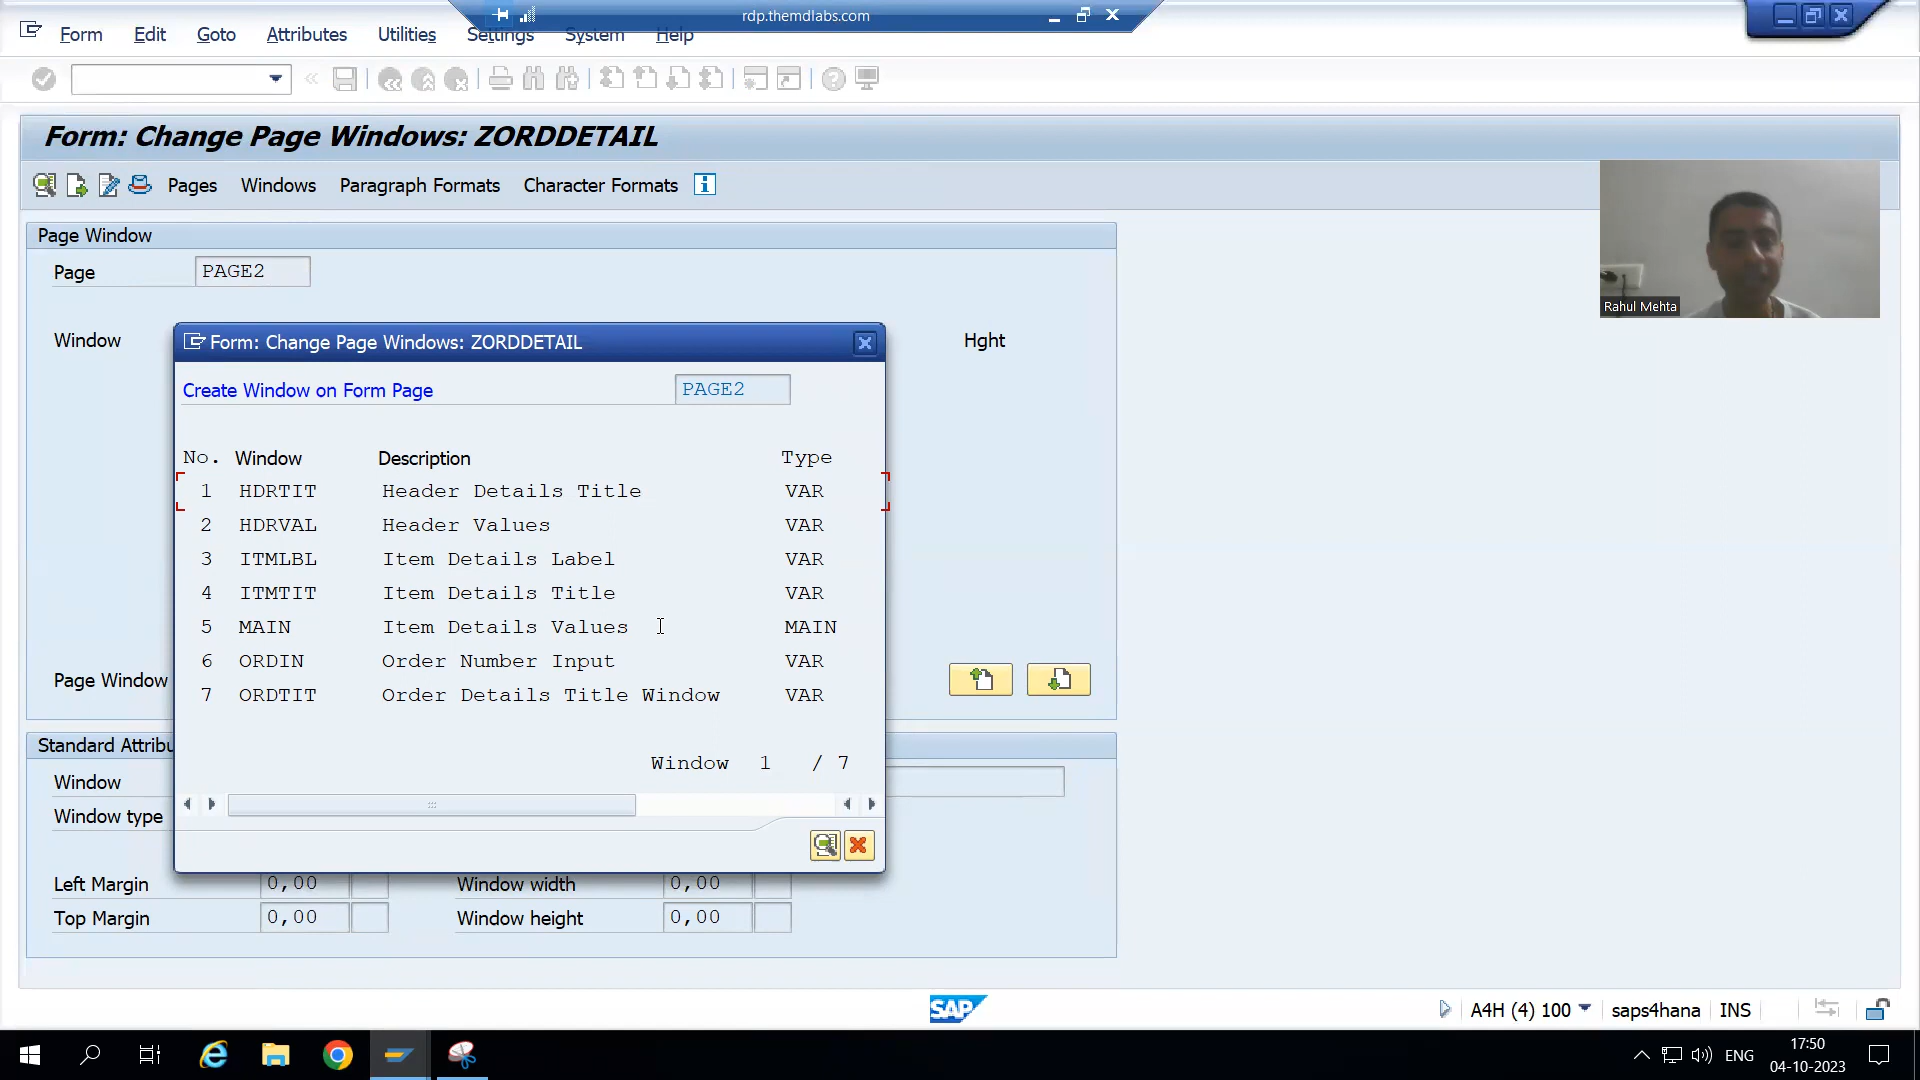 rdp.themdlabs.com
Form Edit Goto Attributes Utilities Settings System Help
Form: Change Page Windows: ZORDDETAIL
Pages Windows Paragraph Formats Character Formats
Page Window
Page PAGE2
Rahul Mehta
Window Hght
Form: Change Page Windows: ZORDDETAIL
Create Window on Form Page PAGE2
No. Window Description Type
1 HDRTIT Header Details Title VAR
2 HDRVAL Header Values VAR
3 ITMLBL Item Details Label VAR
4 ITMTIT Item Details Title VAR
5 MAIN Item Details Values MAIN
6 ORDIN Order Number Input VAR
7 ORDTIT Order Details Title Window VAR
Window 1 / 7
Page Window
Standard Attribu
Window
Window type
Left Margin 0,00 Window width 0,00
Top Margin 0,00 Window height 0,00
SAP A4H (4) 100 saps4hana INS
ENG 17:50
04-10-2023